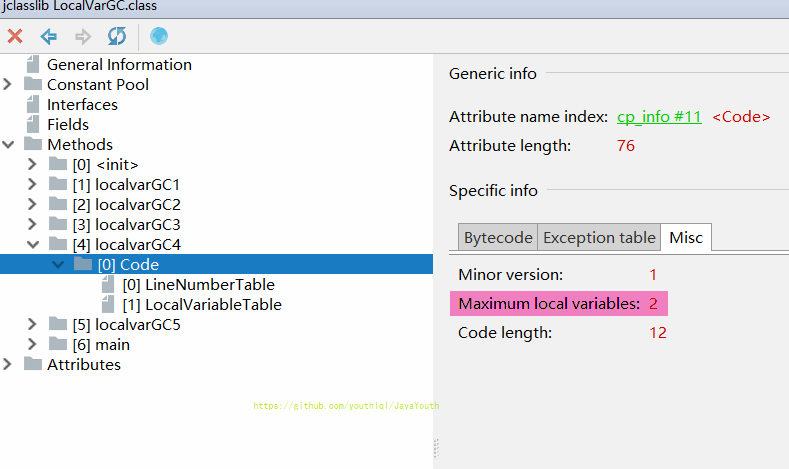 jclasslib LocalVarGC.class
General Information
Constant Pool
Interfaces
Fields
Methods
[0] <init>
[1] localvarGC1
[2] localvarGC2
[3] localvarGC3
[4] localvarGC4
[0] Code
[0] LineNumberTable
[1] LocalVariableTable
[5] localvarGC5
[6] main
Attributes
https://github.com/youthlql/JavaYouth
Generic info
Attribute name index: cp_info #11 <Code>
Attribute length: 76
Specific info
Bytecode Exception table Misc
Minor version: 1
Maximum local variables: 2
Code length: 12